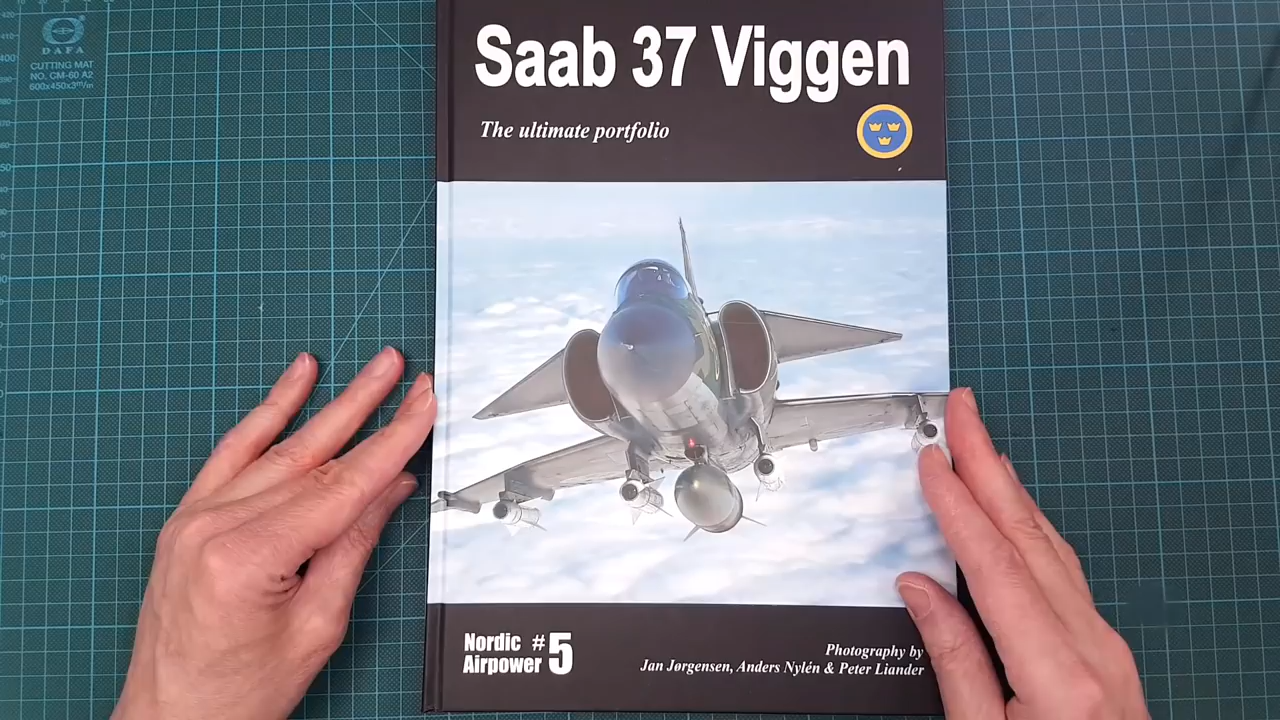 DAFA
CUTTING MAT
NO. CM-60 A2
600x450x3m/m
Saab 37 Viggen
The ultimate portfolio
Nordic # 5
Airpower
Photography by
Jan Jørgensen, Anders Nylén & Peter Liander